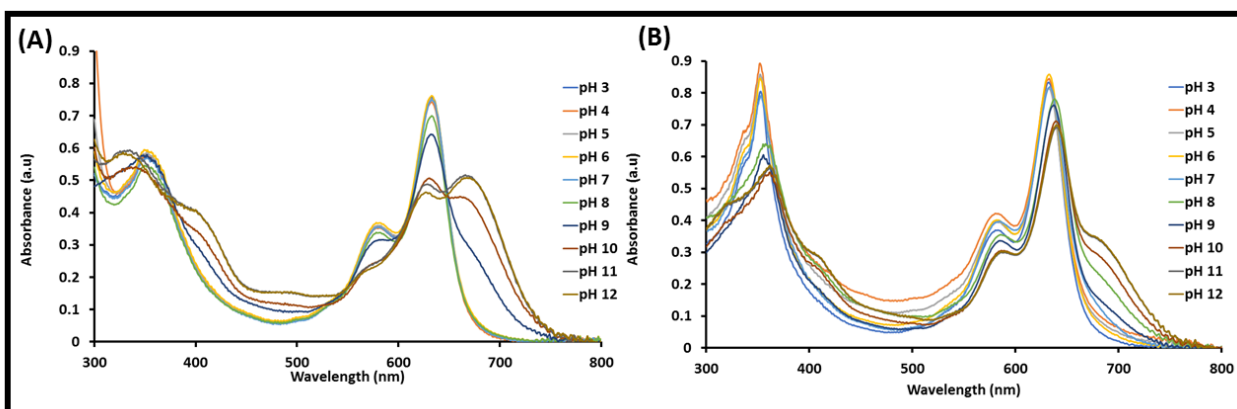 (A)
0.9
0.8
0.7
0.6
0.5
0.4
0.3
0.2
0.1
0
Absorbance (a.u)
300 400 500 600 700 800
Wavelength (nm)
pH 3
pH 4
pH 5
pH 6
pH 7
pH 8
pH 9
pH 10
pH 11
pH 12
(B)
0.9
0.8
0.7
0.6
0.5
0.4
0.3
0.2
0.1
0
Absorbance (a.u)
300 400 500 600 700 800
Wavelength (nm)
pH 3
pH 4
pH 5
pH 6
pH 7
pH 8
pH 9
pH 10
pH 11
pH 12